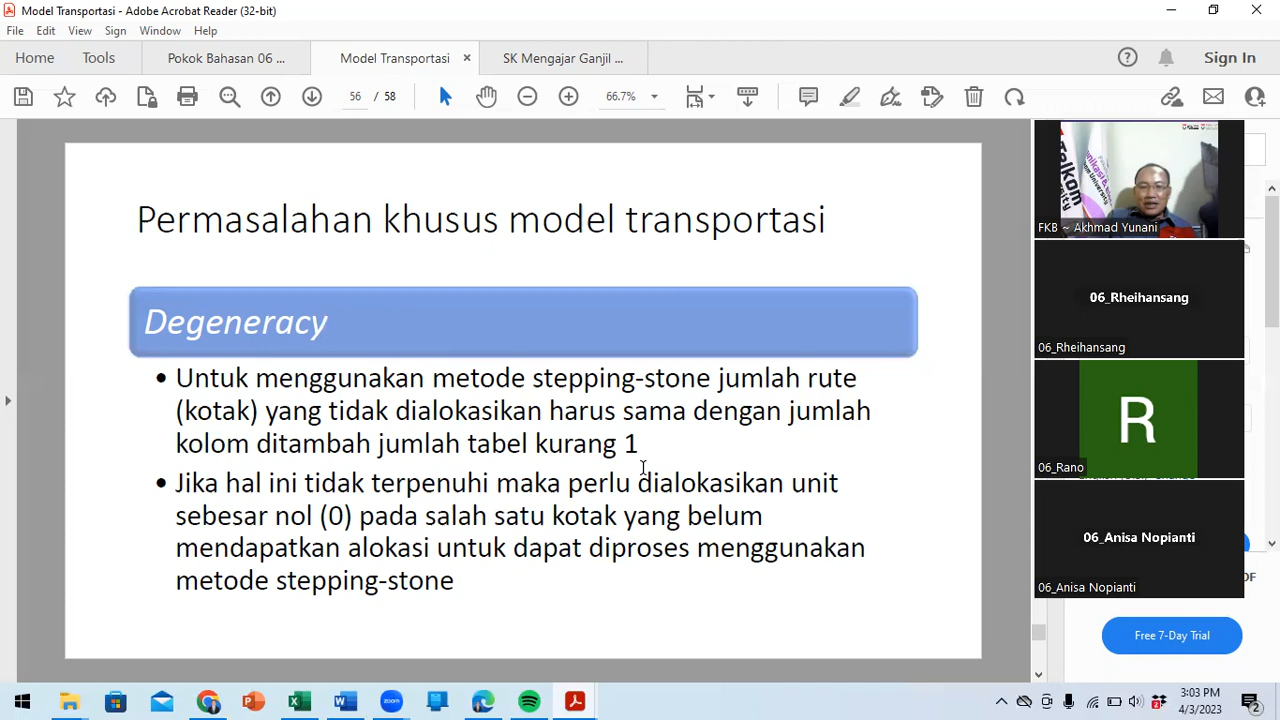 Model Transportasi - Adobe Acrobat Reader (32-bit)
File Edit View Sign Window Help
Home Tools Pokok Bahasan 06 ... Model Transportasi × SK Mengajar Ganjil ... Sign In
56 / 58 66.7%
Permasalahan khusus model transportasi
Degeneracy
• Untuk menggunakan metode stepping-stone jumlah rute
(kotak) yang tidak dialokasikan harus sama dengan jumlah
kolom ditambah jumlah tabel kurang 1
• Jika hal ini tidak terpenuhi maka perlu dialokasikan unit
sebesar nol (0) pada salah satu kotak yang belum
mendapatkan alokasi untuk dapat diproses menggunakan
metode stepping-stone
Telkom
University
FKB ~ Akhmad Yunani
06_Rheihansang
06_Rheihansang
R
06_Rano
06_Anisa Nopianti
06_Anisa Nopianti
DF
Free 7-Day Trial
zoom
3:03 PM
4/3/2023
2